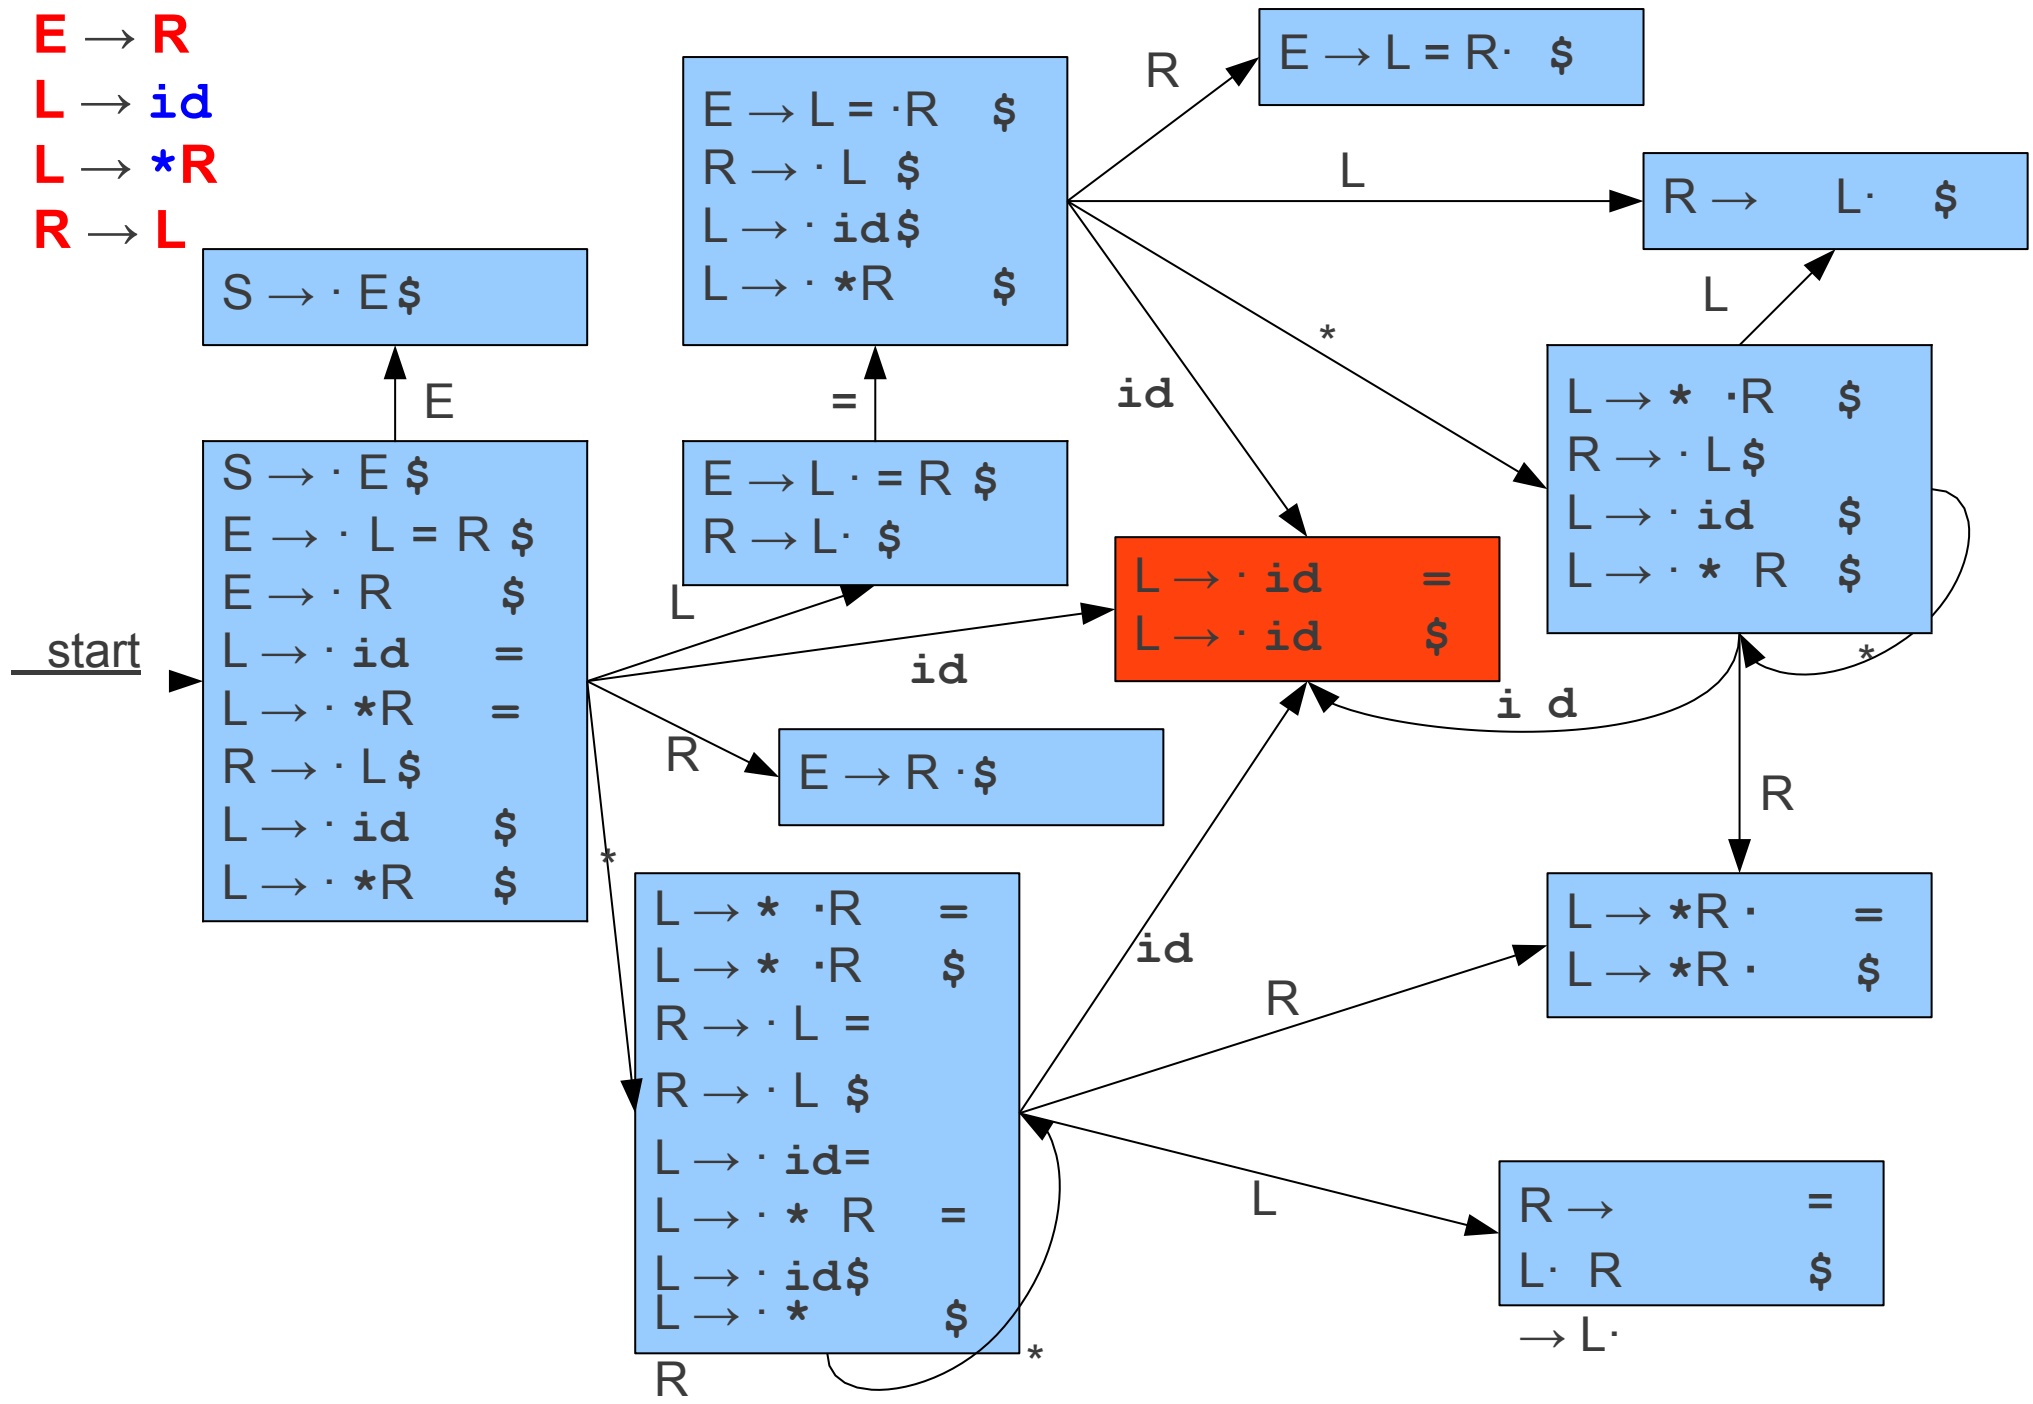 E → R
L → id
L → *R
R → L
S → · E $
E
start
S → · E $
E → · L = R $
E → · R $
L → · id =
L → · *R =
R → · L $
L → · id $
L → · *R $
E → L = ·R $
R → · L $
L → · id $
L → · *R $
=
E → L · = R $
R → L· $
L
id
R
*
E → R · $
R
E → L = R· $
L
R → L· $
L
*
id
L → · id =
L → · id $
L → * ·R $
R → · L $
L → · id $
L → · * R $
*
i d
R
L → * ·R =
L → * ·R $
R → · L =
R → · L $
L → · id =
L → · * R =
L → · id $
L → · * $
R
*
id
R
L
L → *R · =
L → *R · $
R → =
L· R $
→ L·